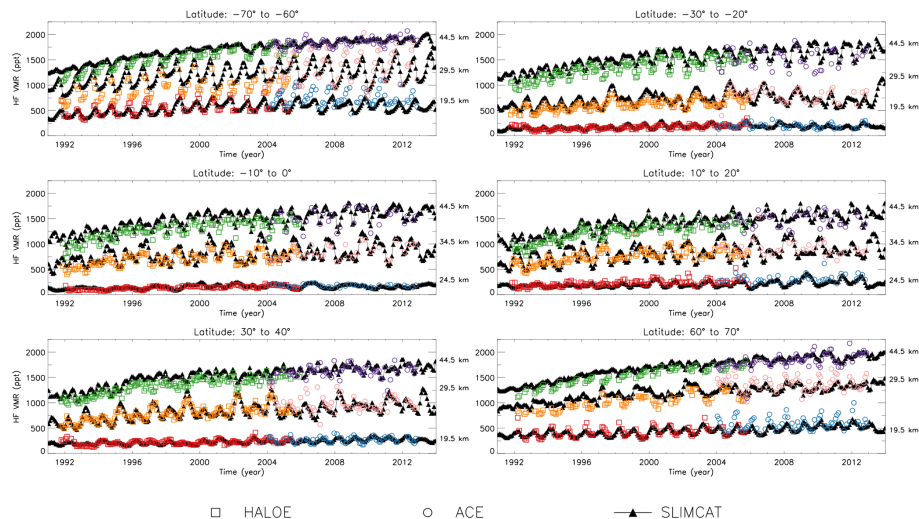 Latitude: −70° to −60°
Latitude: −30° to −20°
HF VMR (ppt)
2000
1500
1000
500
0
44.5 km
29.5 km
19.5 km
1992 1996 2000 2004 2008 2012
Time (year)
2000
1500
1000
500
0
44.5 km
29.5 km
19.5 km
1992 1996 2000 2004 2008 2012
Time (year)
Latitude: −10° to 0°
Latitude: 10° to 20°
HF VMR (ppt)
2000
1500
1000
500
0
44.5 km
34.5 km
24.5 km
1992 1996 2000 2004 2008 2012
Time (year)
2000
1500
1000
500
0
44.5 km
34.5 km
24.5 km
1992 1996 2000 2004 2008 2012
Time (year)
Latitude: 30° to 40°
Latitude: 60° to 70°
HF VMR (ppt)
2000
1500
1000
500
0
44.5 km
29.5 km
19.5 km
1992 1996 2000 2004 2008 2012
Time (year)
2000
1500
1000
500
0
44.5 km
29.5 km
19.5 km
1992 1996 2000 2004 2008 2012
Time (year)
HALOE ACE SLIMCAT